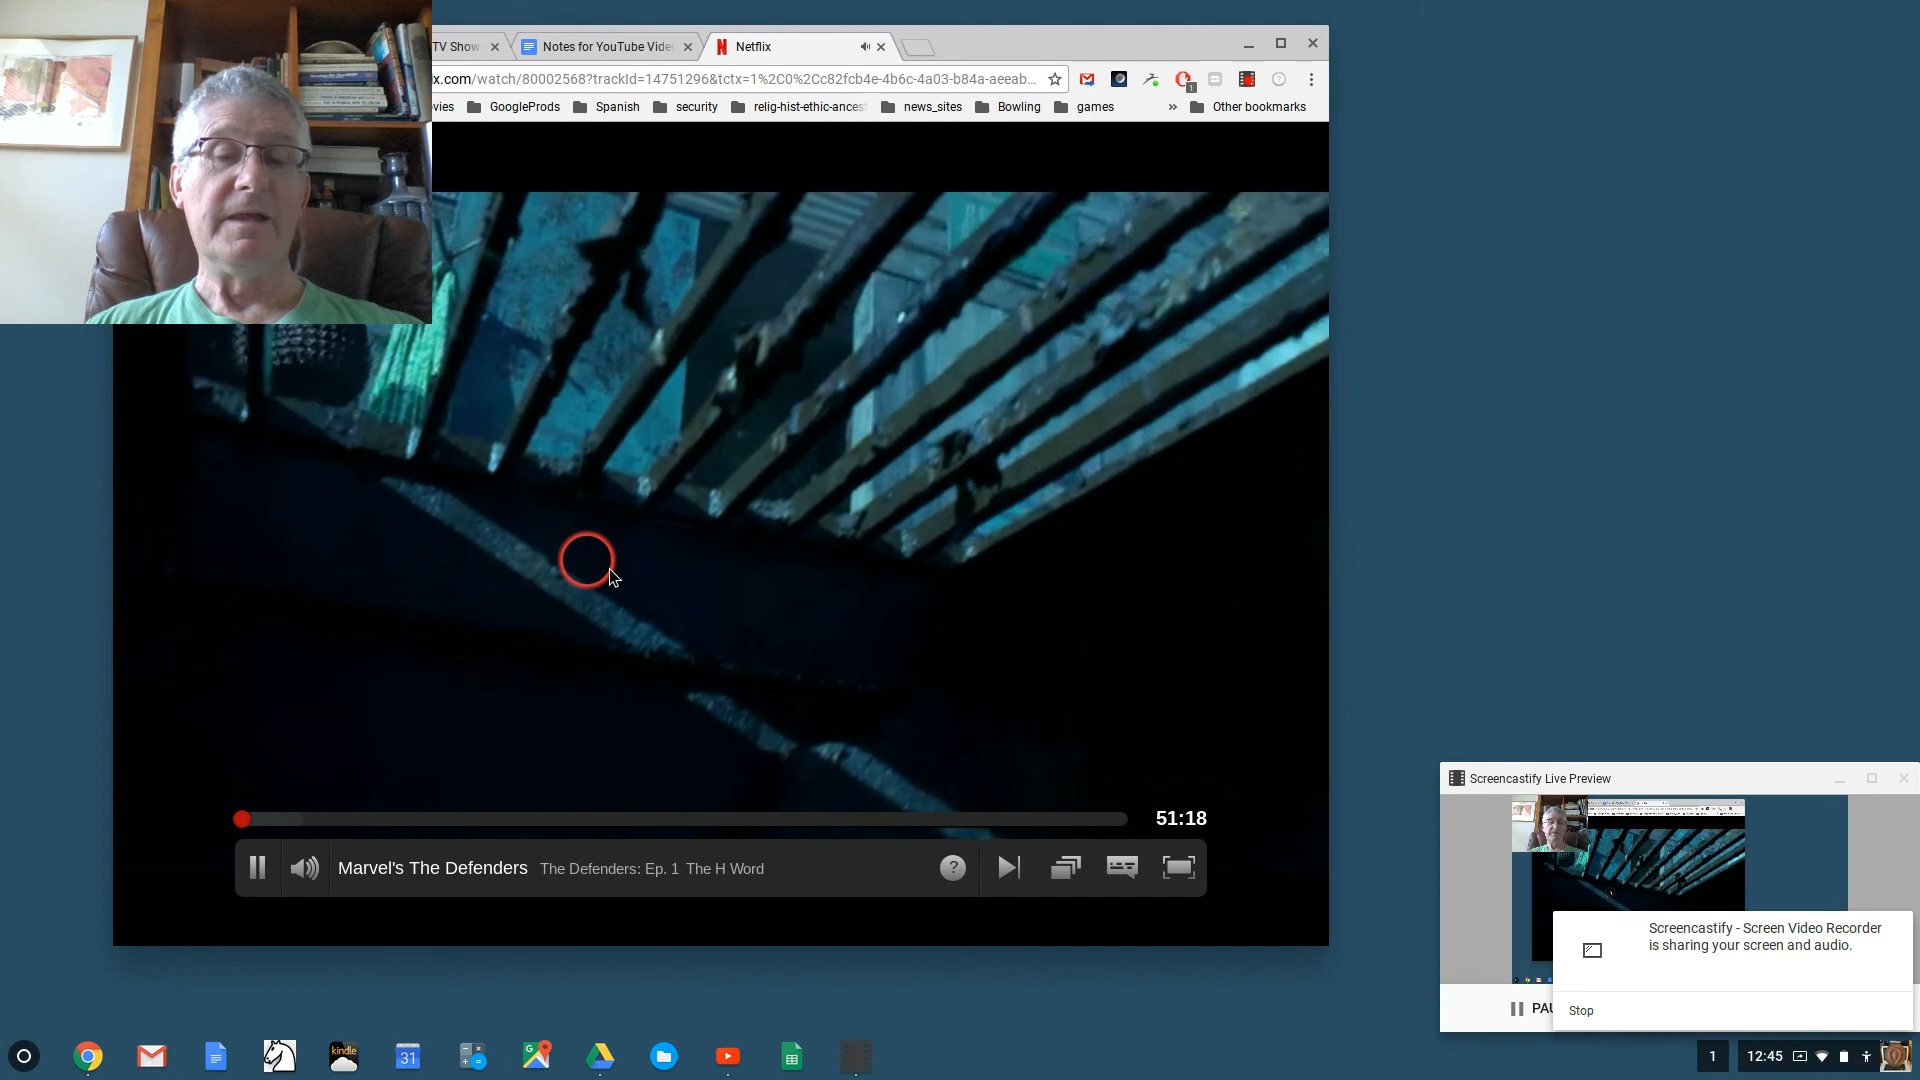 TV Show
Notes for YouTube Vide
Netflix
x.com/watch/80002568?trackId=14751296&tctx=1%2C0%2Cc82fcb4e-4b6c-4a03-b84a-aeeab...
1
vies
GoogleProds
Spanish
security
relig-hist-ethic-ances
news_sites
Bowling
games
»
Other bookmarks
51:18
Marvel's The Defenders The Defenders: Ep. 1 The H Word
?
Screencastify Live Preview
Screencastify - Screen Video Recorder
is sharing your screen and audio.
PAU
Stop
kindle
31
G
1
12:45